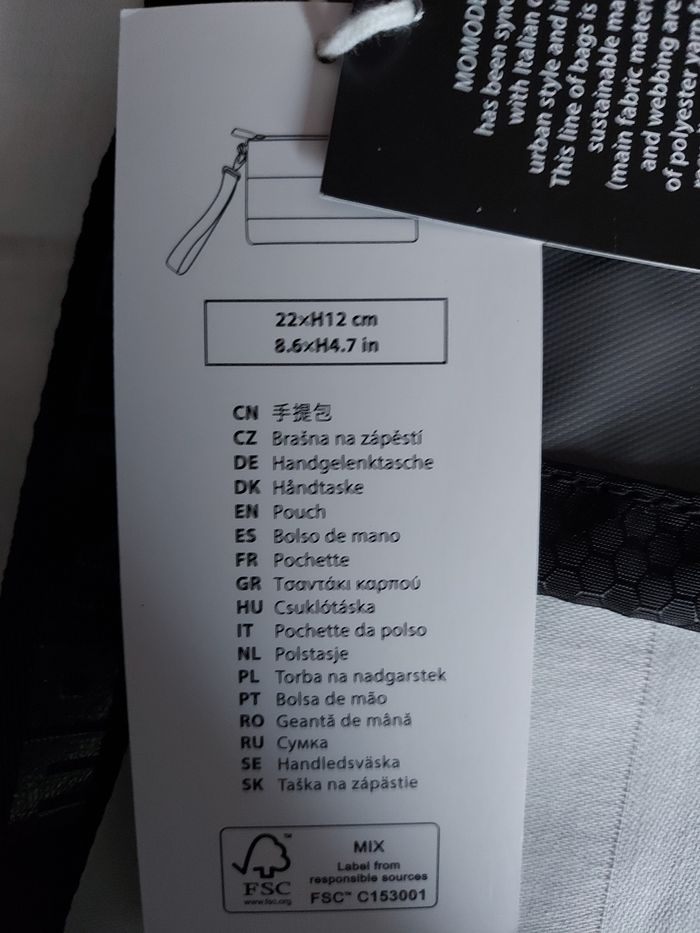 MOMODE
has been sync
with Italian
urban style and i
This line of bags is
sustainable ma
(main fabric mater
and webbing are
of polyester ya
22×H12 cm
8.6×H4.7 in
CN 手提包
CZ Brašna na zápěstí
DE Handgelenktasche
DK Håndtaske
EN Pouch
ES Bolso de mano
FR Pochette
GR Τσαντάκι καρπού
HU Csuklótáska
IT Pochette da polso
NL Polstasje
PL Torba na nadgarstek
PT Bolsa de mão
RO Geantă de mână
RU Сумка
SE Handledsväska
SK Taška na zápästie
FSC™
www.fsc.org
MIX
Label from
responsible sources
FSC™ C153001